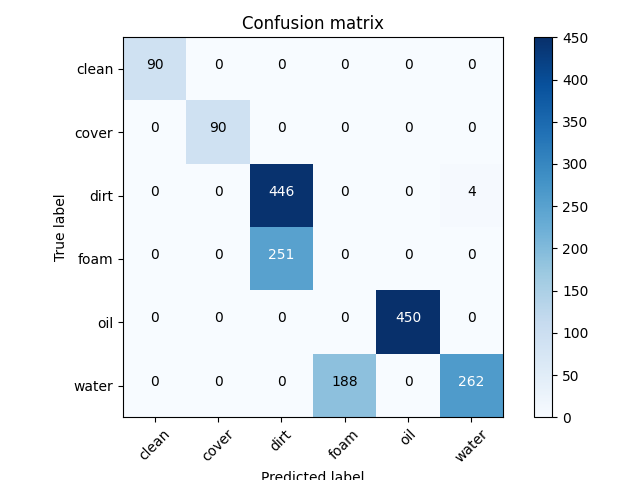 Confusion matrix
clean 90 0 0 0 0 0
cover 0 90 0 0 0 0
dirt 0 0 446 0 0 4
foam 0 0 251 0 0 0
oil 0 0 0 0 450 0
water 0 0 0 188 0 262
True label
clean cover dirt foam oil water
Predicted label
450
400
350
300
250
200
150
100
50
0